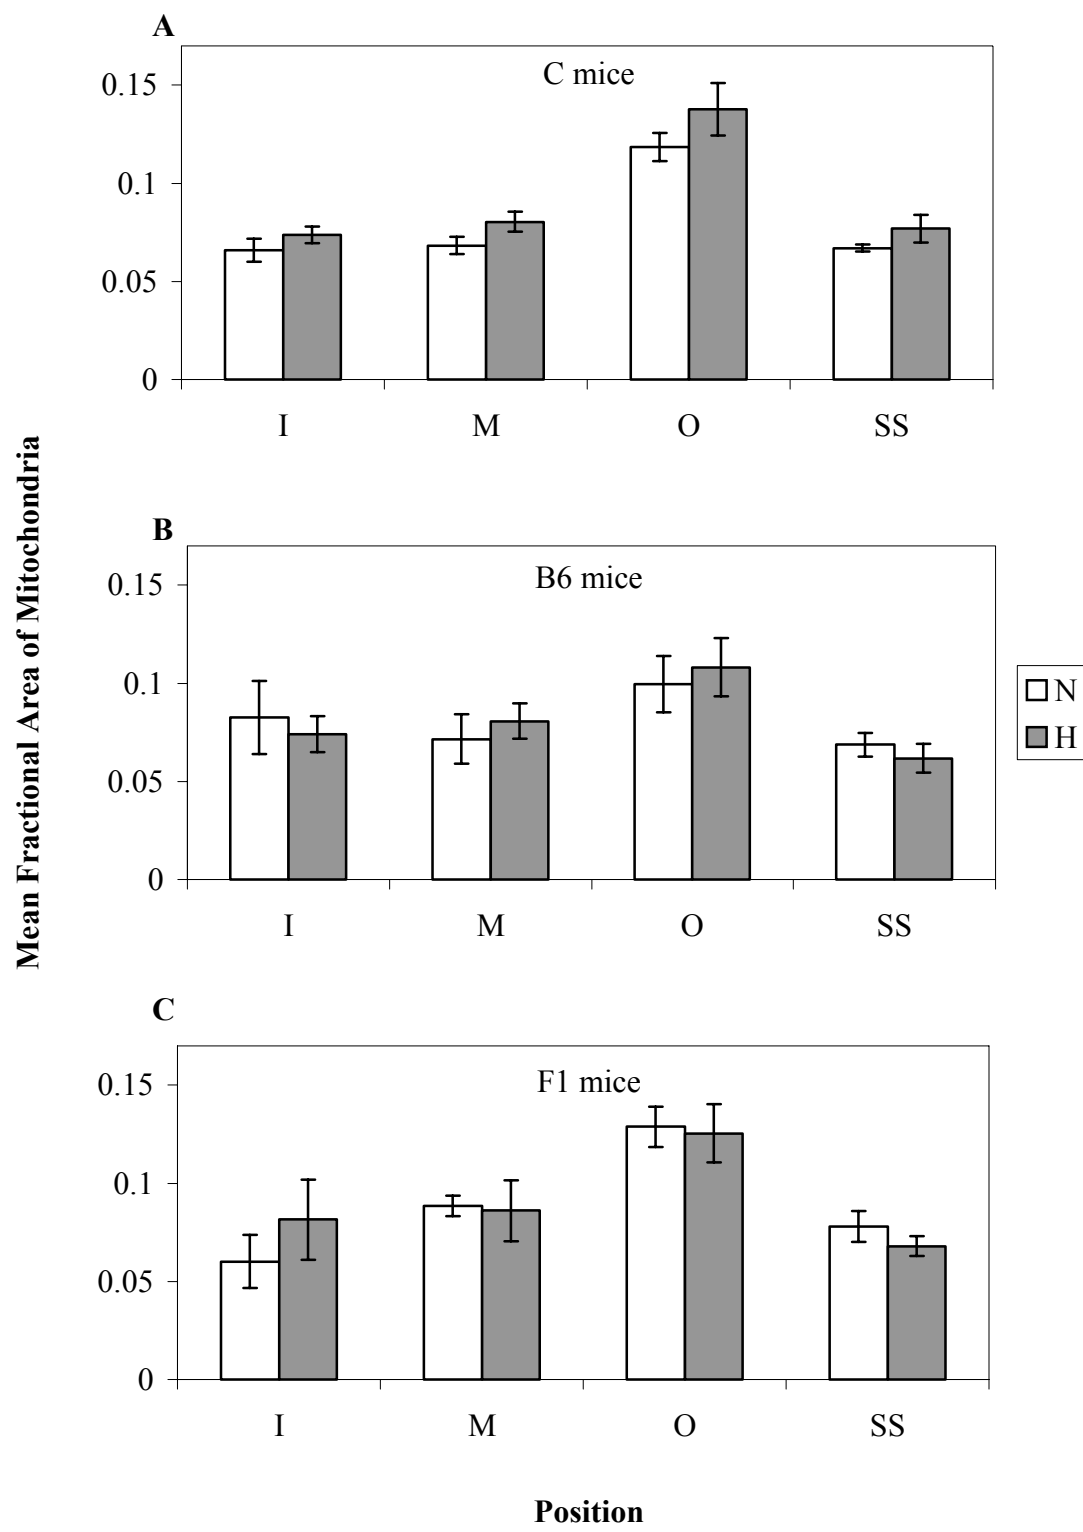 A
C mice
0.15
0.1
0.05
0
I M O SS
Mean Fractional Area of Mitochondria
B
B6 mice
0.15
0.1
0.05
0
I M O SS
N
H
C
F1 mice
0.15
0.1
0.05
0
I M O SS
Position